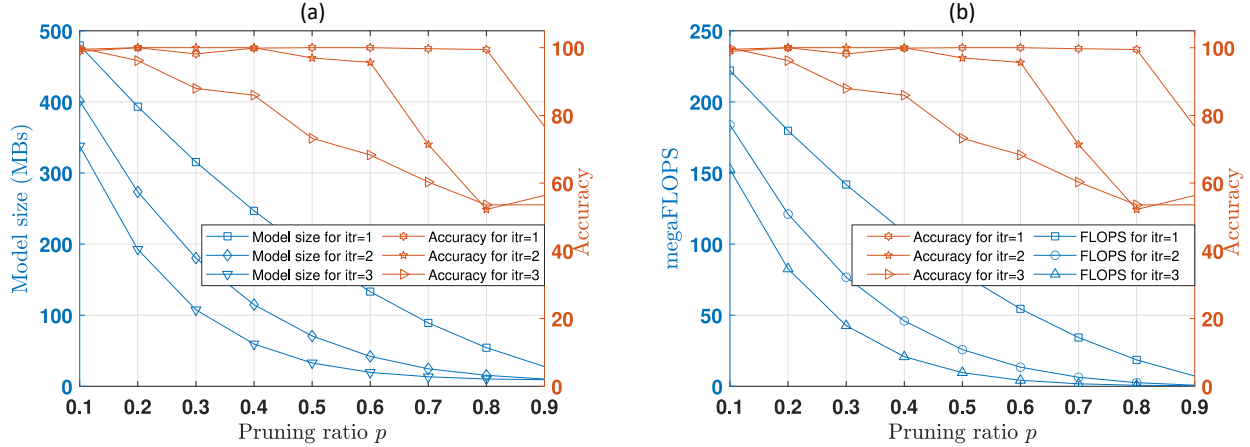 (a)
500
400
300
200
100
0
Model size (MBs)
100
80
60
40
20
0
Accuracy
Model size for itr=1
Model size for itr=2
Model size for itr=3
Accuracy for itr=1
Accuracy for itr=2
Accuracy for itr=3
0.1 0.2 0.3 0.4 0.5 0.6 0.7 0.8 0.9
Pruning ratio p
(b)
250
200
150
100
50
0
megaFLOPS
100
80
60
40
20
0
Accuracy
Accuracy for itr=1
Accuracy for itr=2
Accuracy for itr=3
FLOPS for itr=1
FLOPS for itr=2
FLOPS for itr=3
0.1 0.2 0.3 0.4 0.5 0.6 0.7 0.8 0.9
Pruning ratio p